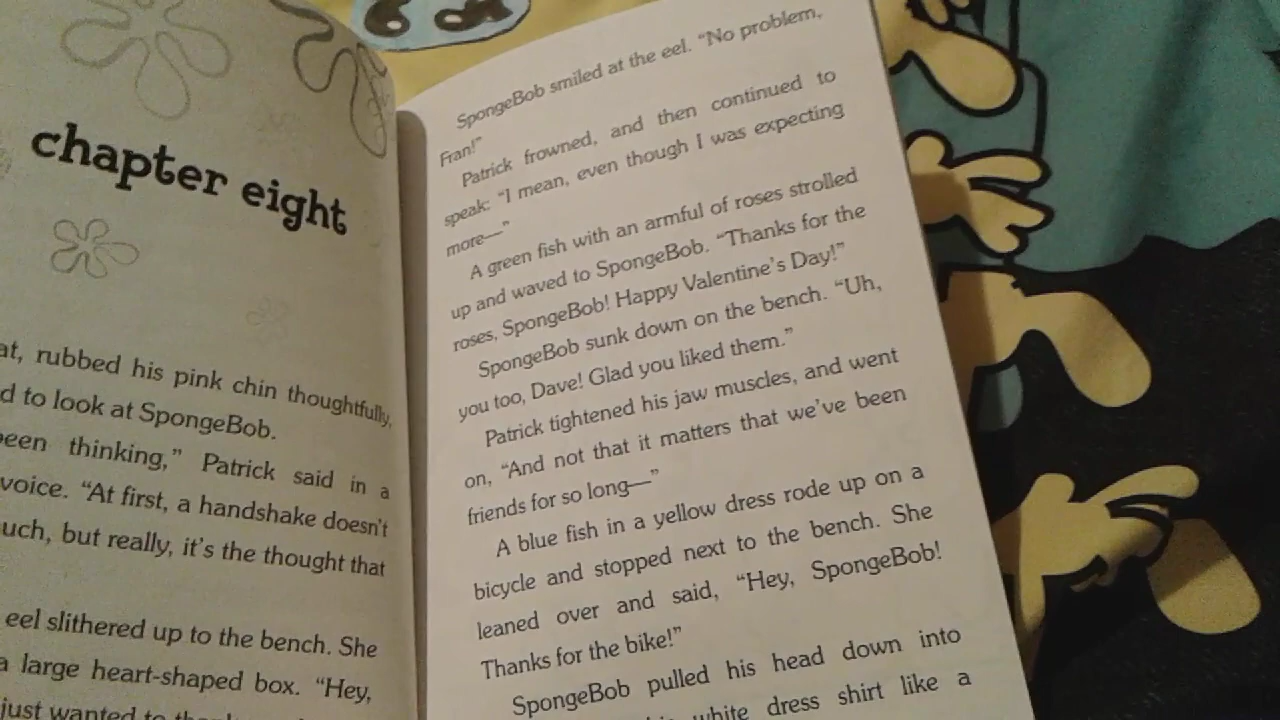 chapter eight
at, rubbed his pink chin thoughtfully,
d to look at SpongeBob.
een thinking,” Patrick said in a
voice. “At first, a handshake doesn't
uch, but really, it's the thought that
eel slithered up to the bench. She
a large heart-shaped box. “Hey,
just wanted to
SpongeBob smiled at the eel. “No problem,
Fran!”
Patrick frowned, and then continued to
speak: “I mean, even though I was expecting
more—”
A green fish with an armful of roses strolled
up and waved to SpongeBob. “Thanks for the
roses, SpongeBob! Happy Valentine's Day!”
SpongeBob sunk down on the bench. “Uh,
you too, Dave! Glad you liked them.”
Patrick tightened his jaw muscles, and went
on, “And not that it matters that we've been
friends for so long—”
A blue fish in a yellow dress rode up on a
bicycle and stopped next to the bench. She
leaned over and said, “Hey, SpongeBob!
Thanks for the bike!”
SpongeBob pulled his head down into
white dress shirt like a